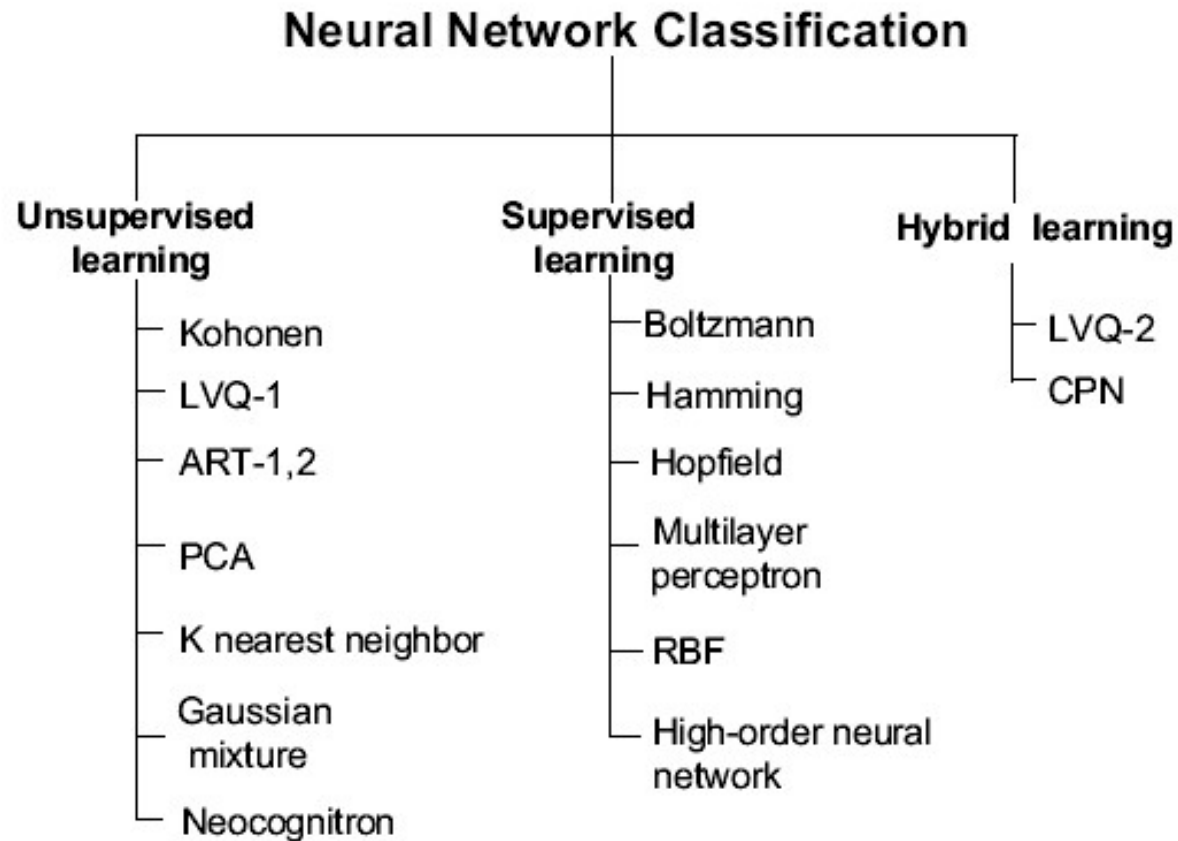 Neural Network Classification
Unsupervised
learning
Kohonen
LVQ-1
ART-1,2
PCA
K nearest neighbor
Gaussian
mixture
Neocognitron
Supervised
learning
Boltzmann
Hamming
Hopfield
Multilayer
perceptron
RBF
High-order neural
network
Hybrid learning
LVQ-2
CPN